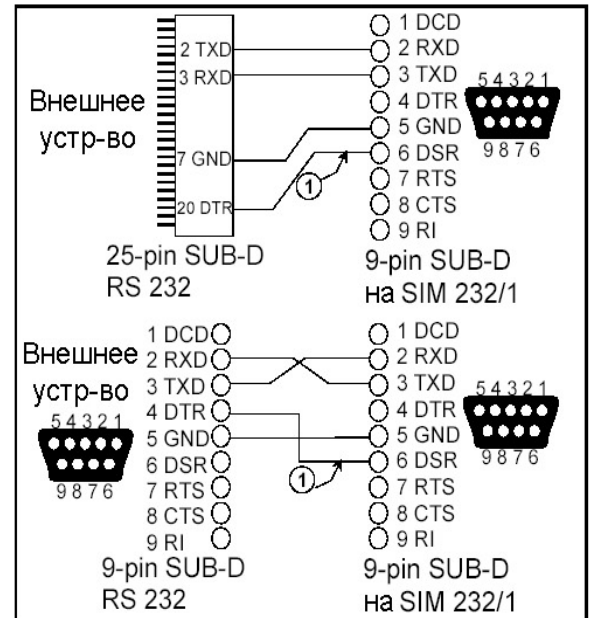 2 TXD
3 RXD
7 GND
20 DTR
Внешнее
устр-во
25-pin SUB-D
RS 232
1 DCD
2 RXD
3 TXD
4 DTR
5 GND
6 DSR
7 RTS
8 CTS
9 RI
5 4 3 2 1
9 8 7 6
1
9-pin SUB-D
на SIM 232/1
Внешнее
устр-во
5 4 3 2 1
9 8 7 6
1 DCD
2 RXD
3 TXD
4 DTR
5 GND
6 DSR
7 RTS
8 CTS
9 RI
9-pin SUB-D
RS 232
1
1 DCD
2 RXD
3 TXD
4 DTR
5 GND
6 DSR
7 RTS
8 CTS
9 RI
5 4 3 2 1
9 8 7 6
9-pin SUB-D
на SIM 232/1